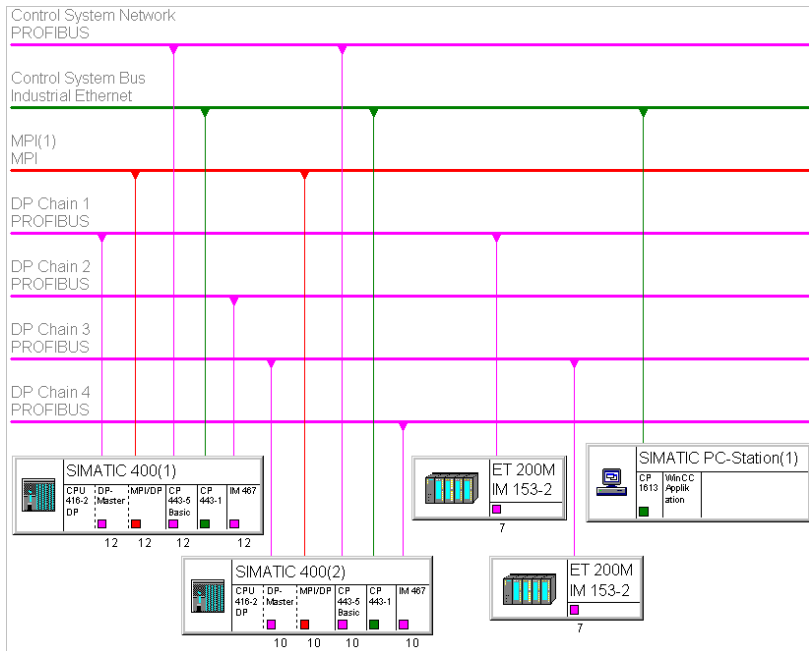 Control System Network
PROFIBUS
Control System Bus
Industrial Ethernet
MPI(1)
MPI
DP Chain 1
PROFIBUS
DP Chain 2
PROFIBUS
DP Chain 3
PROFIBUS
DP Chain 4
PROFIBUS
SIMATIC 400(1)
CPU 416-2 DP
DP-Master
MPI/DP
CP 443-5 Basic
CP 443-1
IM 467
12
12
12
12
ET 200M
IM 153-2
7
SIMATIC PC-Station(1)
CP 1613
WinCC Applik ation
SIMATIC 400(2)
CPU 416-2 DP
DP-Master
MPI/DP
CP 443-5 Basic
CP 443-1
IM 467
10
10
10
10
ET 200M
IM 153-2
7